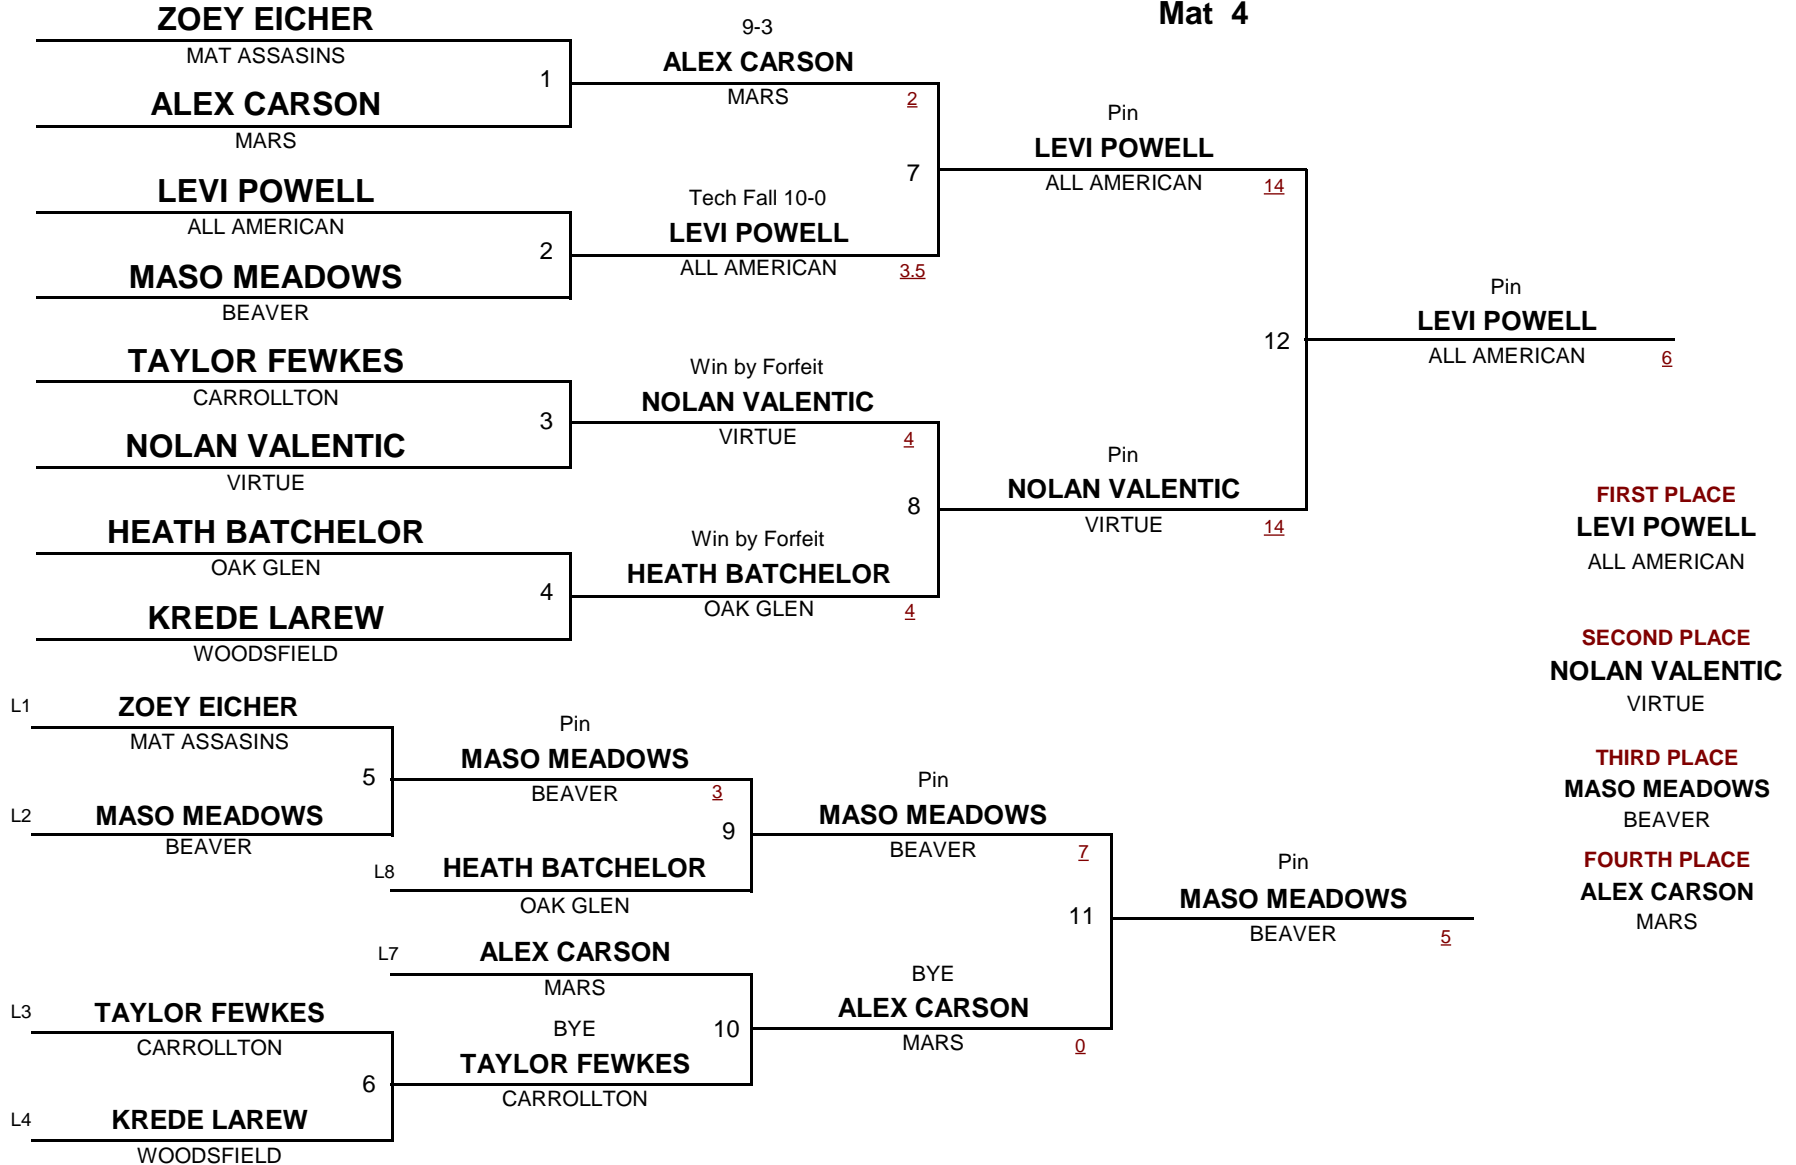 Mat 4
ZOEY EICHER
MAT ASSASINS
1
ALEX CARSON
MARS
9-3
ALEX CARSON
MARS
2
LEVI POWELL
ALL AMERICAN
2
MASO MEADOWS
BEAVER
Tech Fall 10-0
LEVI POWELL
ALL AMERICAN
3.5
7
Pin
LEVI POWELL
ALL AMERICAN
14
TAYLOR FEWKES
CARROLLTON
3
NOLAN VALENTIC
VIRTUE
Win by Forfeit
NOLAN VALENTIC
VIRTUE
4
HEATH BATCHELOR
OAK GLEN
4
KREDE LAREW
WOODSFIELD
Win by Forfeit
HEATH BATCHELOR
OAK GLEN
4
8
Pin
NOLAN VALENTIC
VIRTUE
14
12
Pin
LEVI POWELL
ALL AMERICAN
6
FIRST PLACE
LEVI POWELL
ALL AMERICAN
SECOND PLACE
NOLAN VALENTIC
VIRTUE
THIRD PLACE
MASO MEADOWS
BEAVER
FOURTH PLACE
ALEX CARSON
MARS
L1
ZOEY EICHER
MAT ASSASINS
5
L2
MASO MEADOWS
BEAVER
Pin
MASO MEADOWS
BEAVER
3
9
L8
HEATH BATCHELOR
OAK GLEN
Pin
MASO MEADOWS
BEAVER
7
L7
ALEX CARSON
MARS
L3
TAYLOR FEWKES
CARROLLTON
6
L4
KREDE LAREW
WOODSFIELD
BYE
TAYLOR FEWKES
CARROLLTON
10
BYE
ALEX CARSON
MARS
0
11
Pin
MASO MEADOWS
BEAVER
5